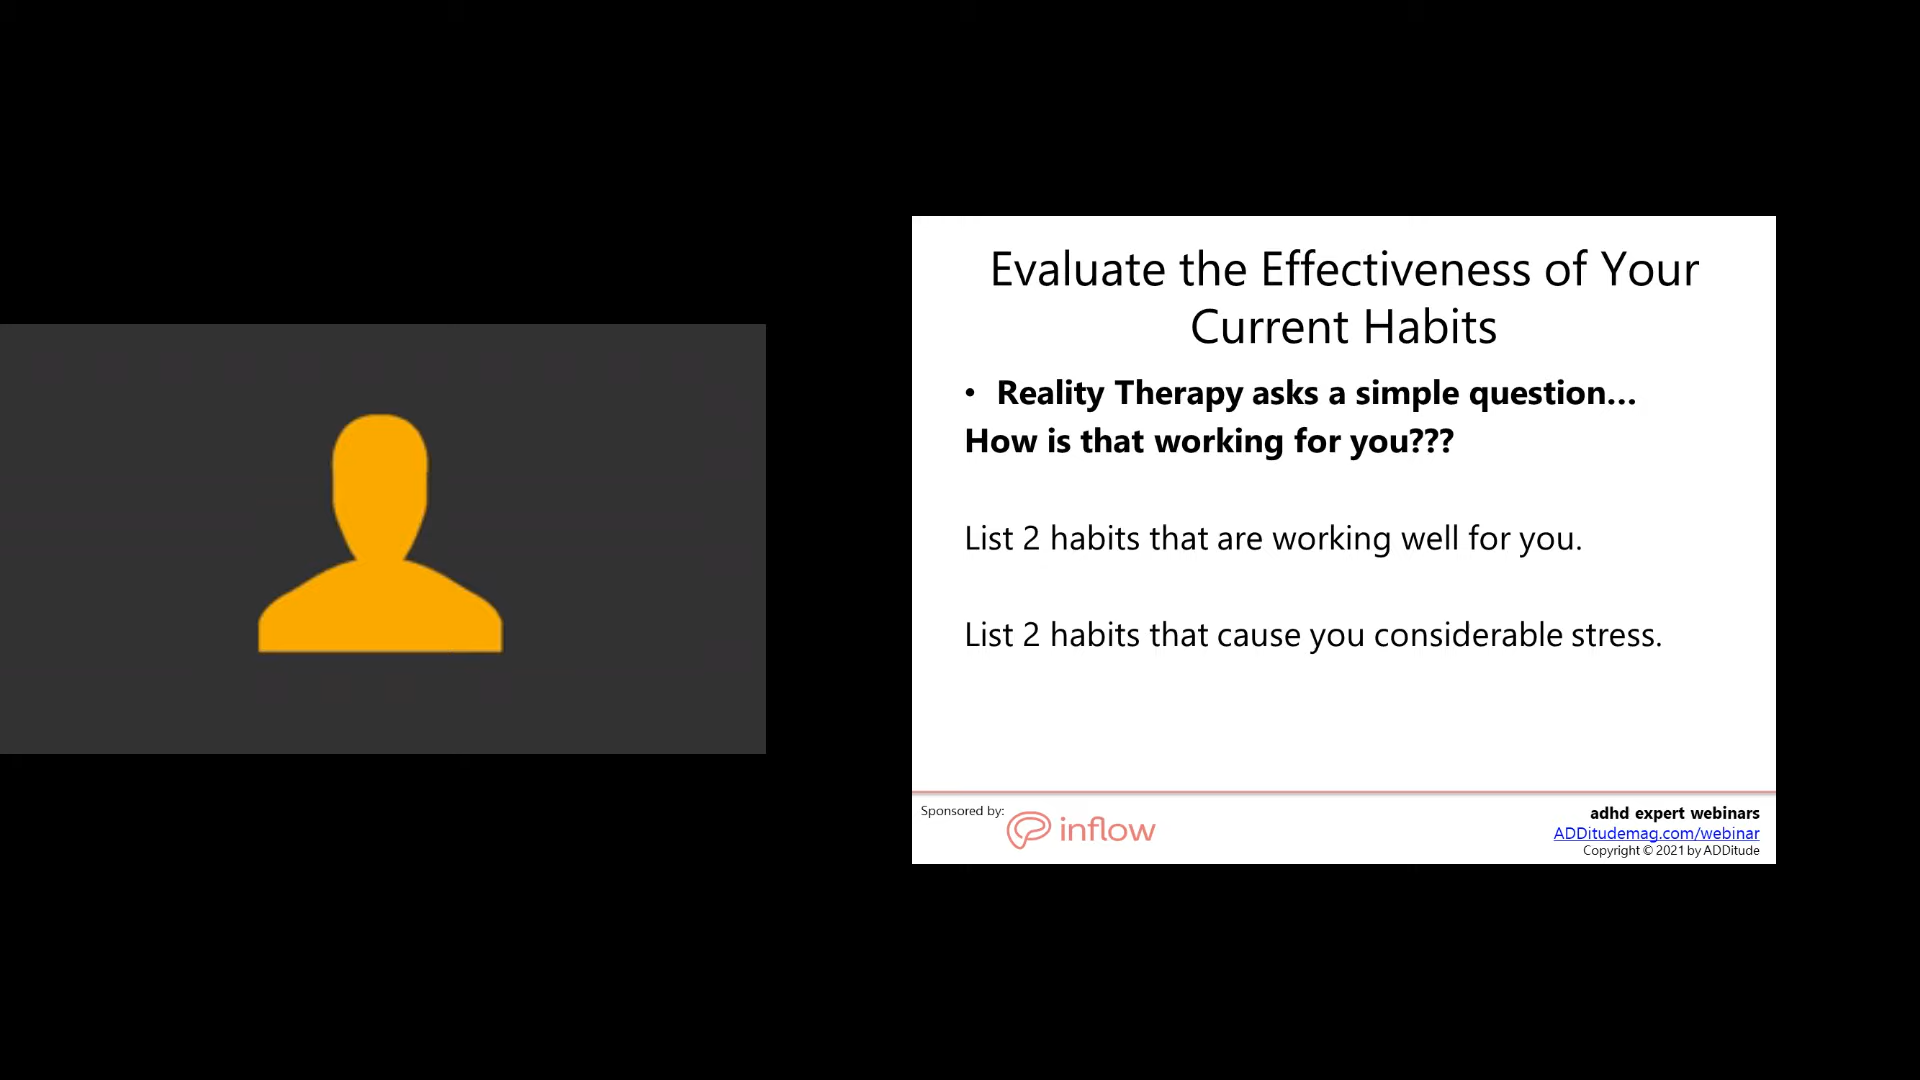 Evaluate the Effectiveness of Your
Current Habits
• Reality Therapy asks a simple question…
How is that working for you???
List 2 habits that are working well for you.
List 2 habits that cause you considerable stress.
Sponsored by:
inflow
adhd expert webinars
ADDitudemag.com/webinar
Copyright © 2021 by ADDitude